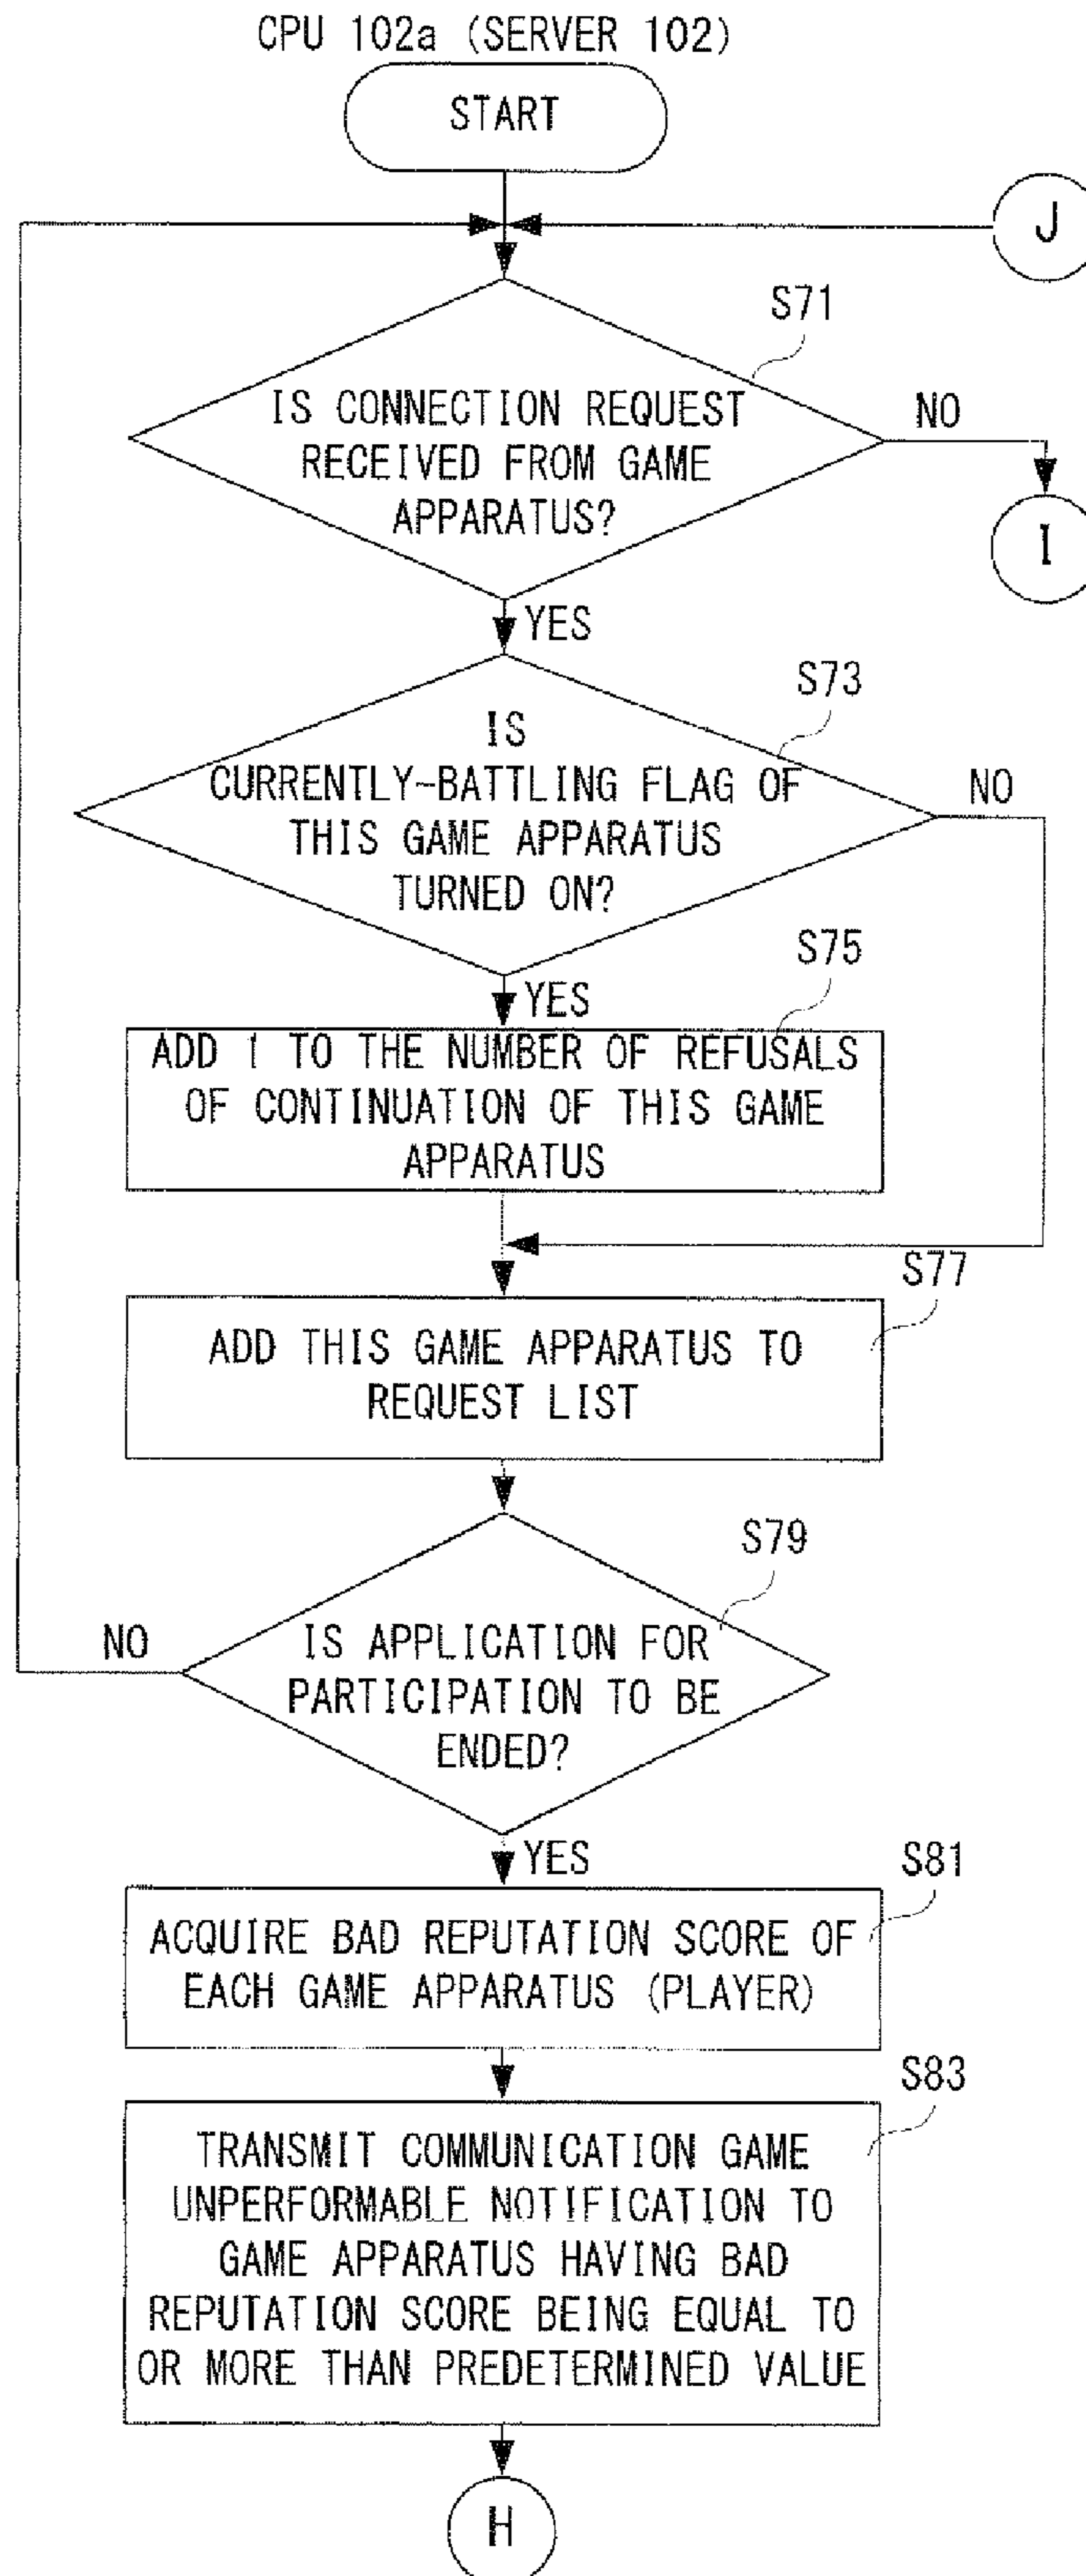 CPU 102a (SERVER 102)
START
J
S71
IS CONNECTION REQUEST
RECEIVED FROM GAME
APPARATUS?
NO
I
YES
S73
IS
CURRENTLY-BATTLING FLAG OF
THIS GAME APPARATUS
TURNED ON?
NO
YES
S75
ADD 1 TO THE NUMBER OF REFUSALS
OF CONTINUATION OF THIS GAME
APPARATUS
S77
ADD THIS GAME APPARATUS TO
REQUEST LIST
S79
IS APPLICATION FOR
PARTICIPATION TO BE
ENDED?
NO
YES
S81
ACQUIRE BAD REPUTATION SCORE OF
EACH GAME APPARATUS (PLAYER)
S83
TRANSMIT COMMUNICATION GAME
UNPERFORMABLE NOTIFICATION TO
GAME APPARATUS HAVING BAD
REPUTATION SCORE BEING EQUAL TO
OR MORE THAN PREDETERMINED VALUE
H